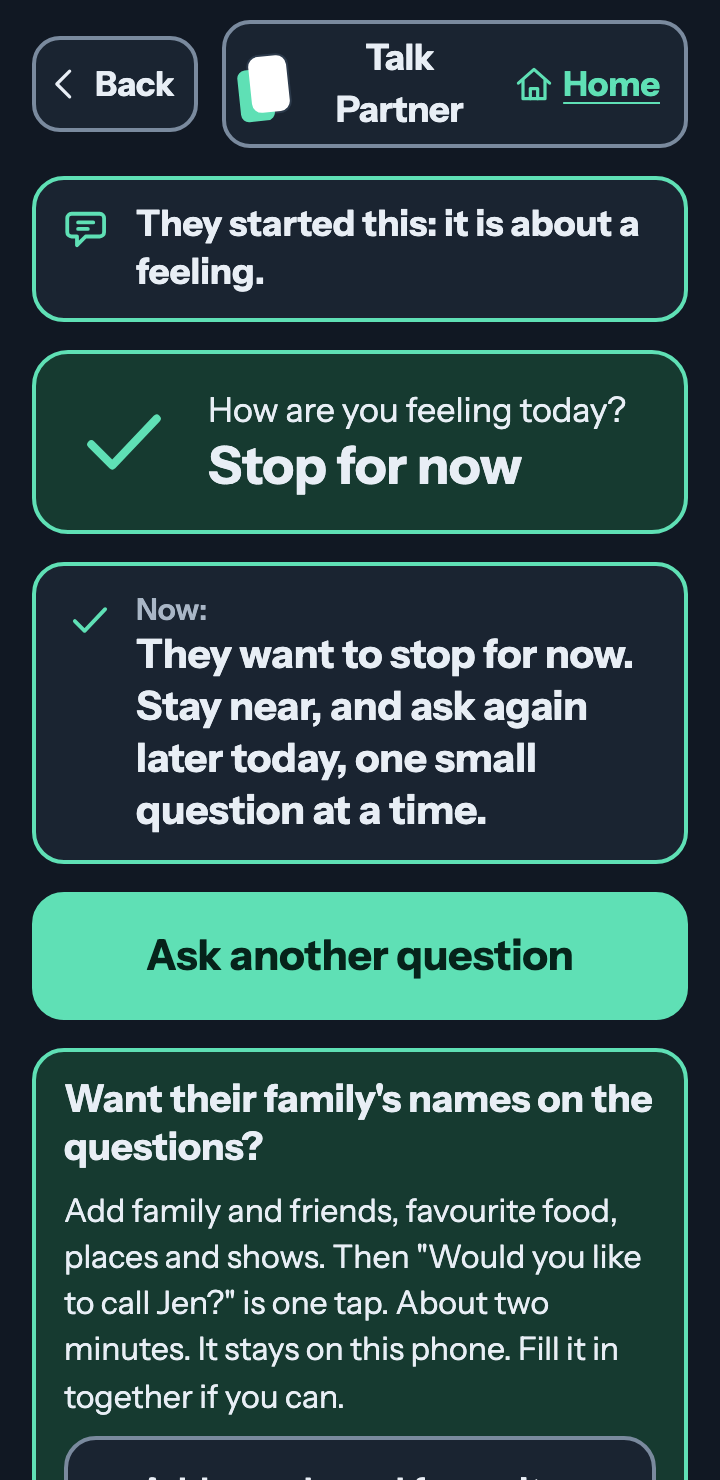 Back
Talk
Partner
Home
They started this: it is about a
feeling.
How are you feeling today?
Stop for now
Now:
They want to stop for now.
Stay near, and ask again
later today, one small
question at a time.
Ask another question
Want their family's names on the
questions?
Add family and friends, favourite food,
places and shows. Then "Would you like
to call Jen?" is one tap. About two
minutes. It stays on this phone. Fill it in
together if you can.